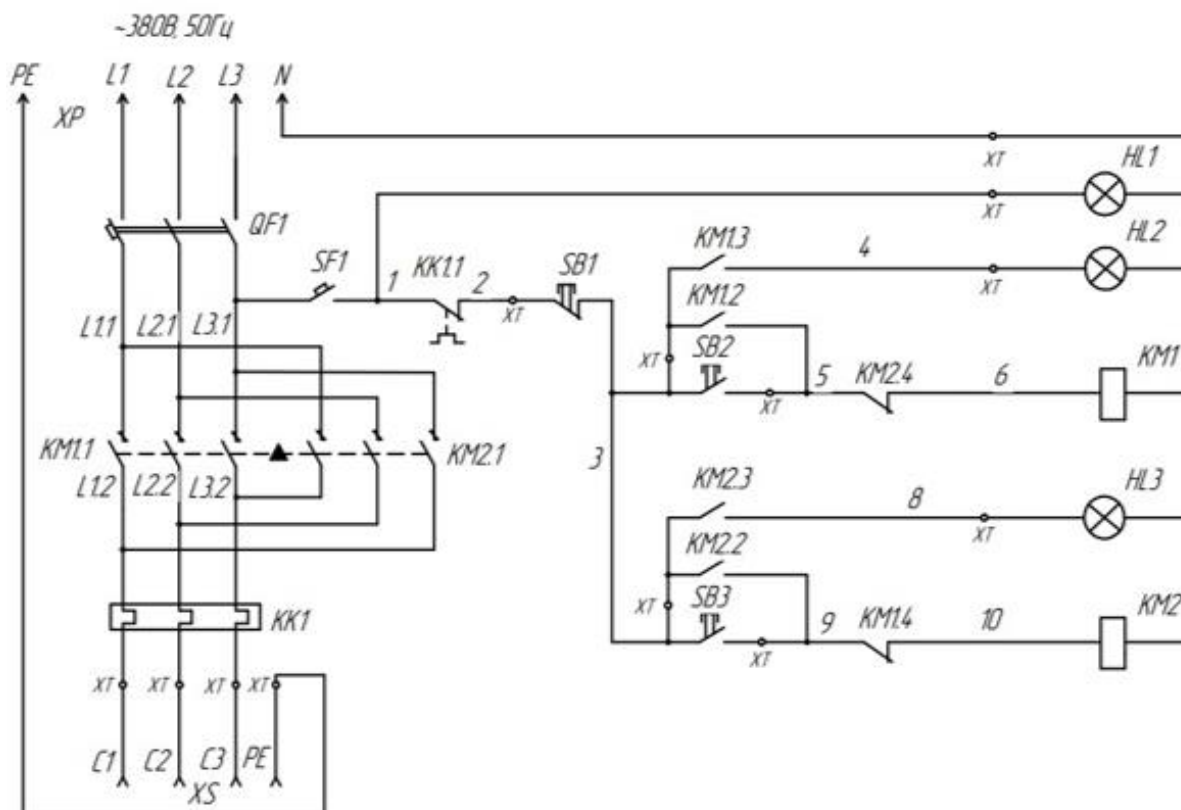 ~380В, 50Гц
PE L1 L2 L3 N
XP
XT
HL1
XT
QF1
HL2
KM1.3 4
SF1 1 KK1.1 2 SB1
XT
KM1.2
XT
L1.1 L2.1 L3.1
XT SB2
5 KM2.4 6 KM1
XT
KM1.1 KM2.1
3
L1.2 L2.2 L3.2
KM2.3 8 HL3
XT
KM2.2
XT SB3
9 KM1.4 10 KM2
KK1
XT
XT XT XT XT
C1 C2 C3 PE
XS